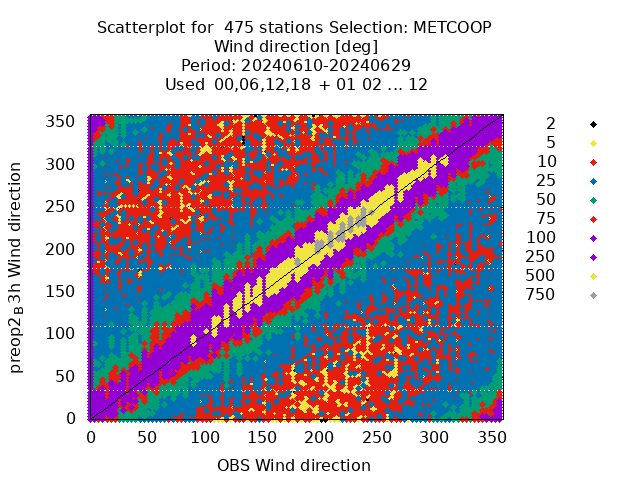 Scatterplot for  475 stations Selection: METCOOP
Wind direction [deg]
Period: 20240610-20240629
Used  00,06,12,18 + 01 02 ... 12
preop2_B 3h Wind direction
350
300
250
200
150
100
50
0
0 50 100 150 200 250 300 350
OBS Wind direction
2
5
10
25
50
75
100
250
500
750